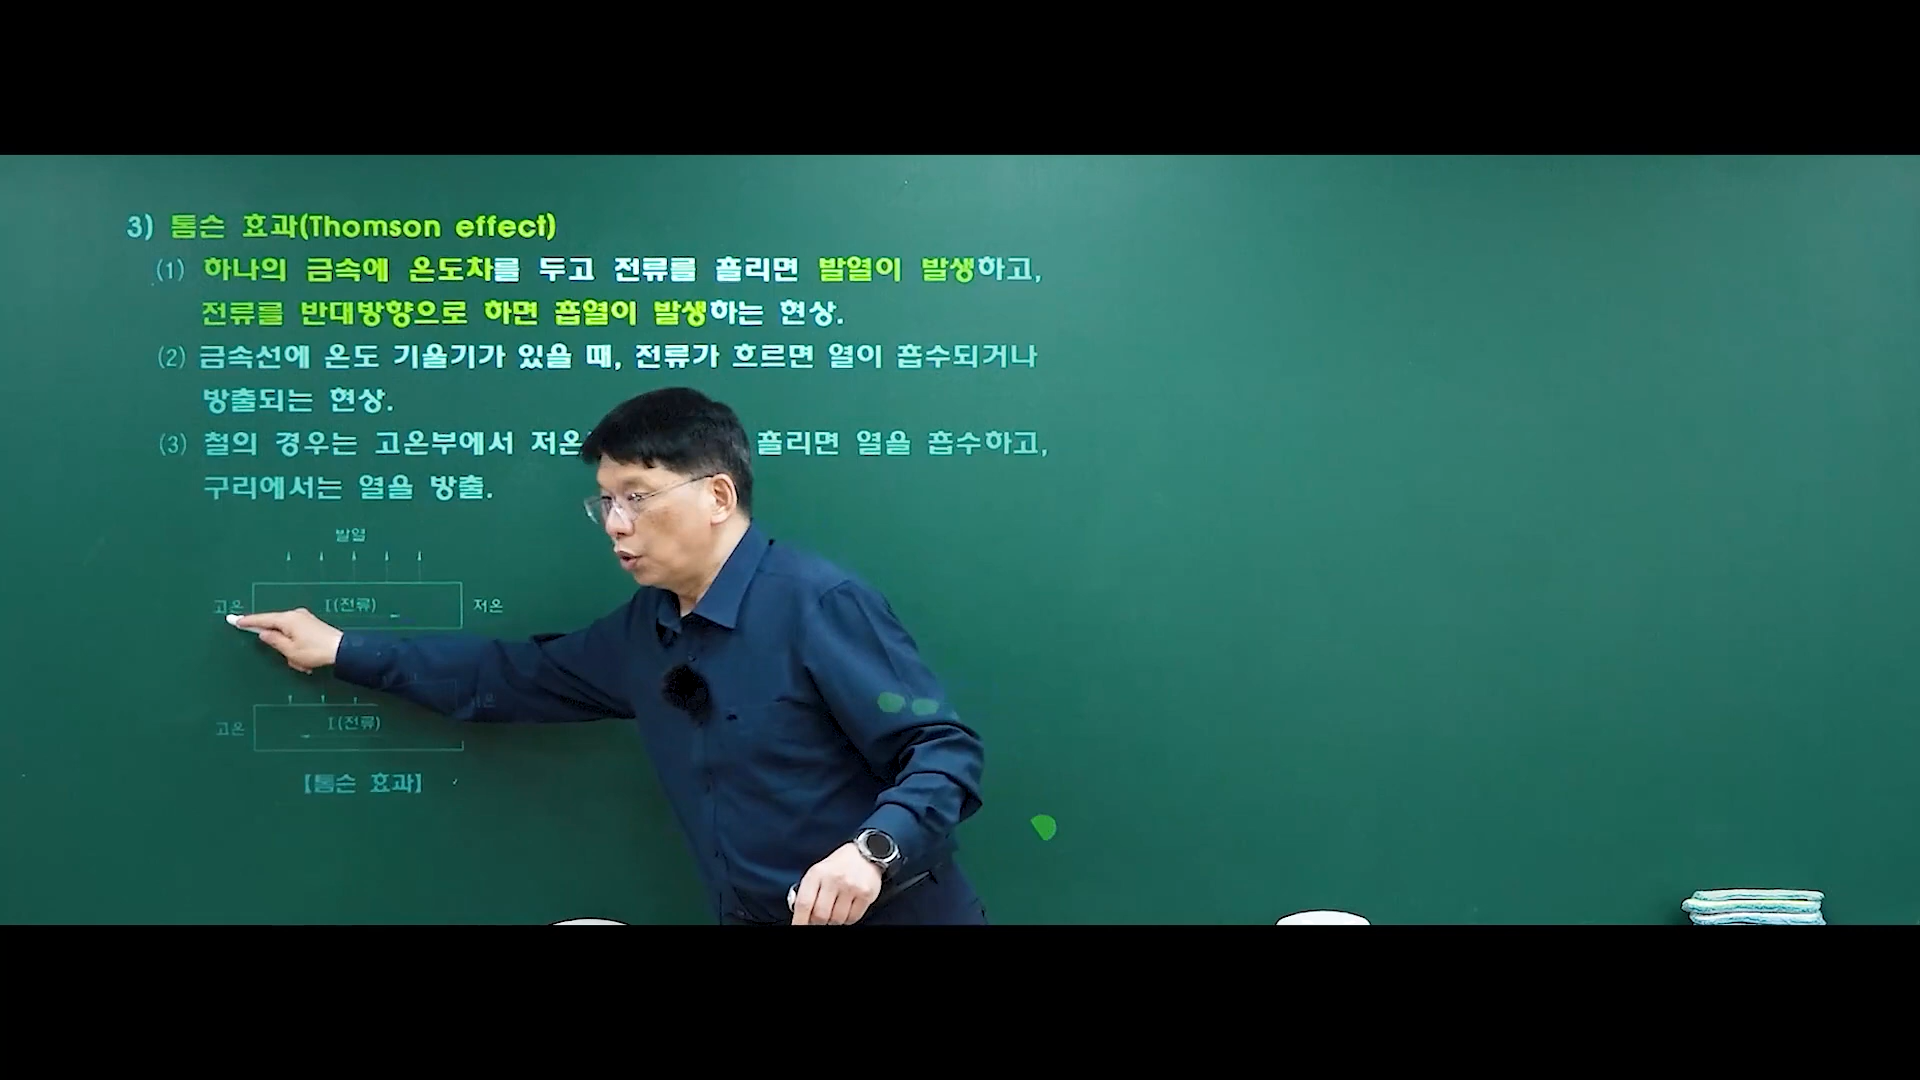 3) 톰슨 효과(Thomson effect)
(1) 하나의 금속에 온도차를 두고 전류를 흘리면 발열이 발생하고,
전류를 반대방향으로 하면 흡열이 발생하는 현상.
(2) 금속선에 온도 기울기가 있을 때, 전류가 흐르면 열이 흡수되거나
방출되는 현상.
(3) 철의 경우는 고온부에서 저온 흘리면 열을 흡수하고,
구리에서는 열을 방출.
발열
고온 I(전류) 저온
고온 I(전류)
【톰슨 효과】